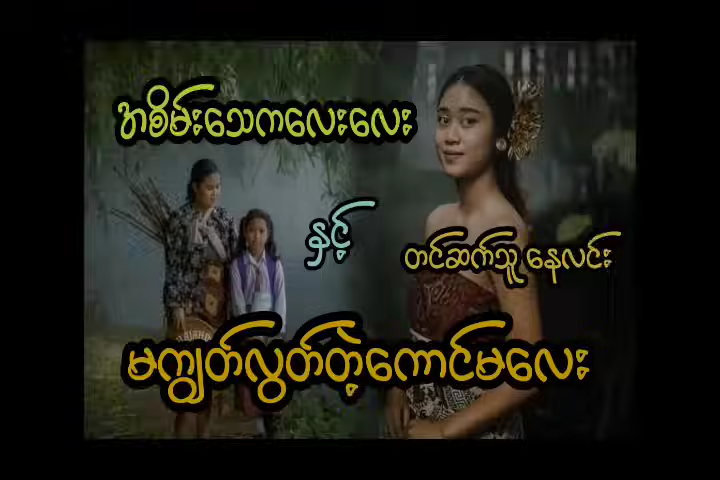 အစိမ်းသေကလေးလေး
နှင့်
တင်ဆက်သူ နေလင်း
မကျွတ်လွတ်တဲ့ကောင်မလေး